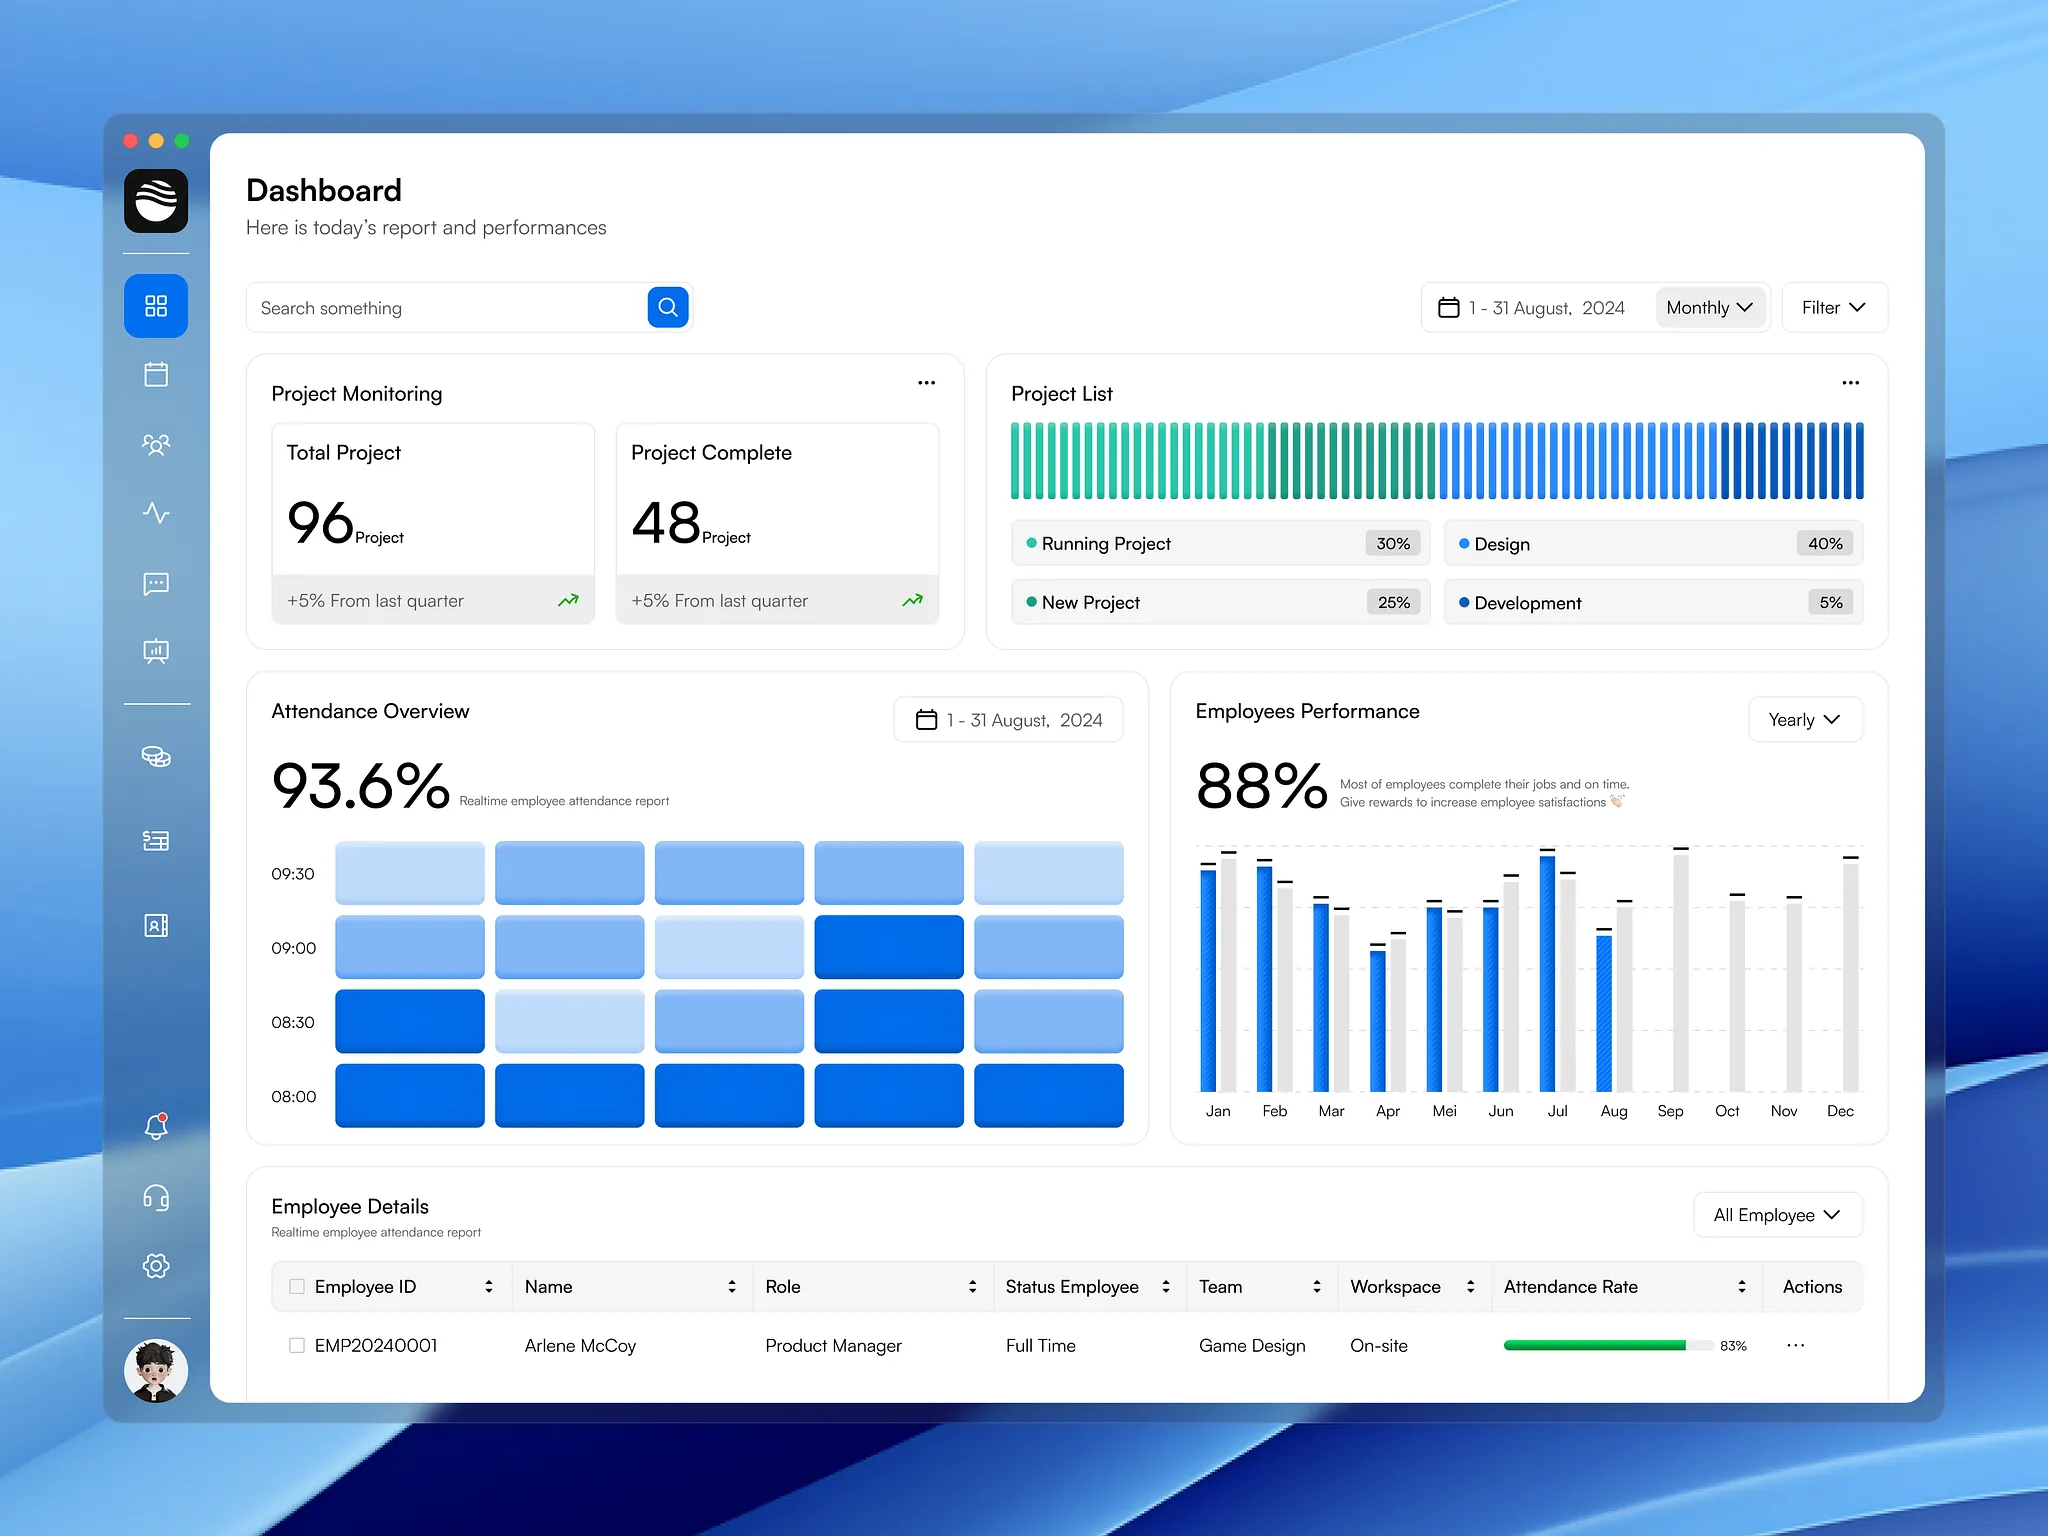 Dashboard
Here is today's report and performances
Search something
1 - 31 August, 2024
Monthly
Filter
Project Monitoring
Total Project
96 Project
+5% From last quarter
Project Complete
48 Project
+5% From last quarter
Project List
Running Project 30%
Design 40%
New Project 25%
Development 5%
Attendance Overview
1 - 31 August, 2024
93.6% Realtime employee attendance report
09:30
09:00
08:30
08:00
Employees Performance
Yearly
88%
Most of employees complete their jobs and on time.
Give rewards to increase employee satisfactions 👏🏻
Jan Feb Mar Apr Mei Jun Jul Aug Sep Oct Nov Dec
Employee Details
Realtime employee attendance report
All Employee
Employee ID Name Role Status Employee Team Workspace Attendance Rate Actions
EMP20240001 Arlene McCoy Product Manager Full Time Game Design On-site 83% ...